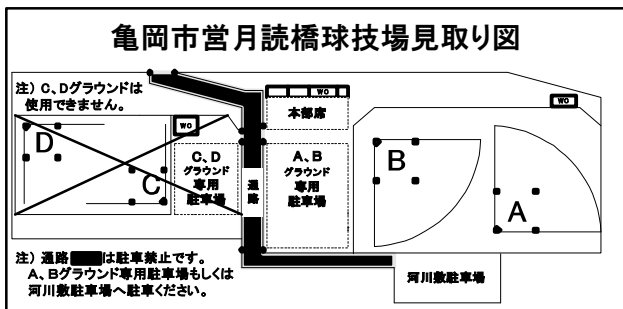 亀岡市営月読橋球技場見取り図
注）C、Dグラウンドは
使用できません。
WC
WC
WC
本部席
D
C
C、D
グラウンド
専用
駐車場
通路
A、B
グラウンド
専用
駐車場
B
A
注）通路　　は駐車禁止です。
A、Bグラウンド専用駐車場もしくは
河川敷駐車場へ駐車ください。
河川敷駐車場